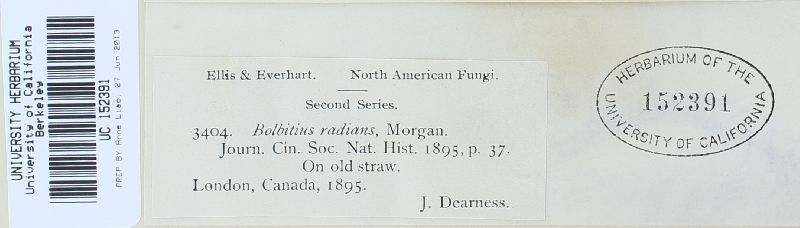 UNIVERSITY HERBARIUM
University of California
Berkeley
UC 152391
PREP BY Anne Liao, 27 Jun 2013
Ellis & Everhart. North American Fungi.
Second Series.
3404. Bolbitius radians, Morgan.
Journ. Cin. Soc. Nat. Hist. 1895, p. 37.
On old straw.
London, Canada, 1895.
J. Dearness.
HERBARIUM OF THE
152391
UNIVERSITY OF CALIFORNIA